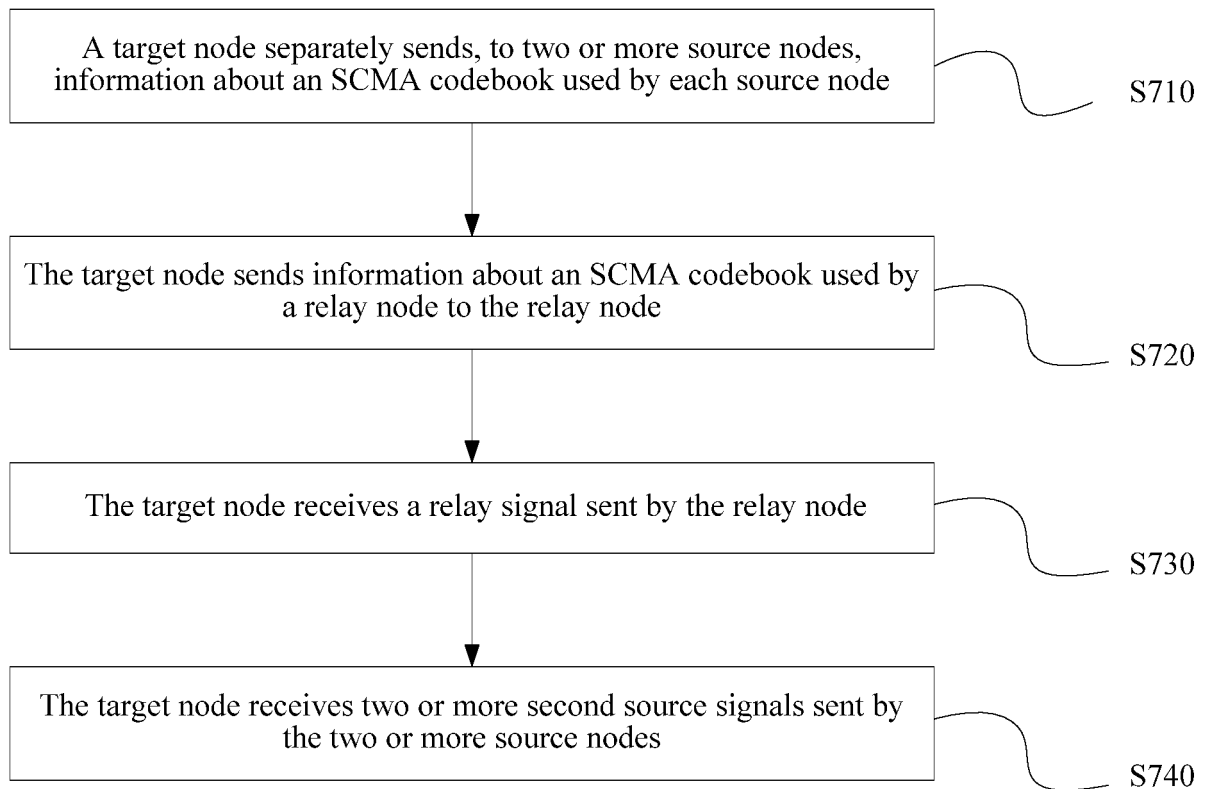 A target node separately sends, to two or more source nodes,
information about an SCMA codebook used by each source node
S710
The target node sends information about an SCMA codebook used by
a relay node to the relay node
S720
The target node receives a relay signal sent by the relay node
S730
The target node receives two or more second source signals sent by
the two or more source nodes
S740